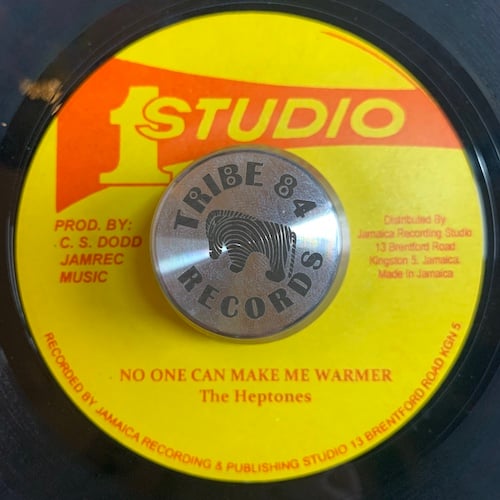 1st STUDIO
TRIBE 84
RECORDS
PROD. BY:
C. S. DODD
JAMREC
MUSIC
Distributed By
Jamaica Recording Studio
13 Brentford Road
Kingston 5. Jamaica.
Made In Jamaica
NO ONE CAN MAKE ME WARMER
The Heptones
RECORDED BY JAMAICA RECORDING & PUBLISHING STUDIO 13 BRENTFORD ROAD KGN 5